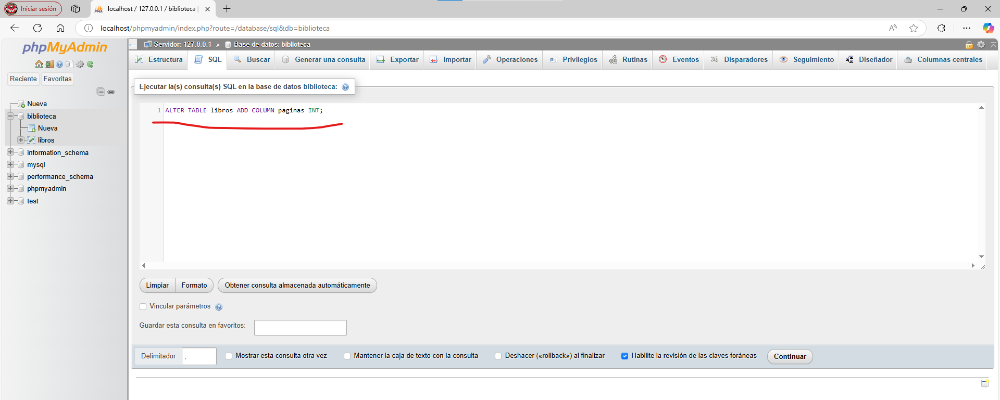 Iniciar sesión
localhost / 127.0.0.1 / biblioteca |
localhost/phpmyadmin/index.php?route=/database/sql&db=biblioteca
phpMyAdmin
Reciente
Favoritas
Nueva
biblioteca
Nueva
libros
information_schema
mysql
performance_schema
phpmyadmin
test
Servidor: 127.0.0.1 » Base de datos: biblioteca
Estructura
SQL
Buscar
Generar una consulta
Exportar
Importar
Operaciones
Privilegios
Rutinas
Eventos
Disparadores
Seguimiento
Diseñador
Columnas centrales
Ejecutar la(s) consulta(s) SQL en la base de datos biblioteca:
1 ALTER TABLE libros ADD COLUMN paginas INT;
Limpiar
Formato
Obtener consulta almacenada automáticamente
Vincular parámetros
Guardar esta consulta en favoritos:
Delimitador
;
Mostrar esta consulta otra vez
Mantener la caja de texto con la consulta
Deshacer («rollback») al finalizar
Habilite la revisión de las claves foráneas
Continuar